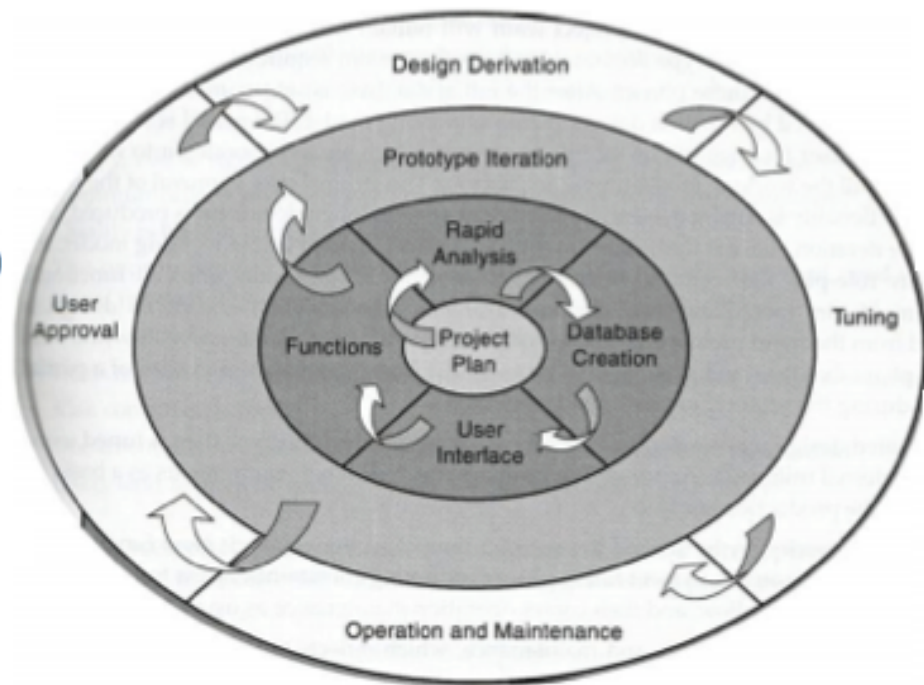 Design Derivation
Prototype Iteration
Rapid
Analysis
User
Approval
Functions
Project
Plan
Database
Creation
Tuning
User
Interface
Operation and Maintenance